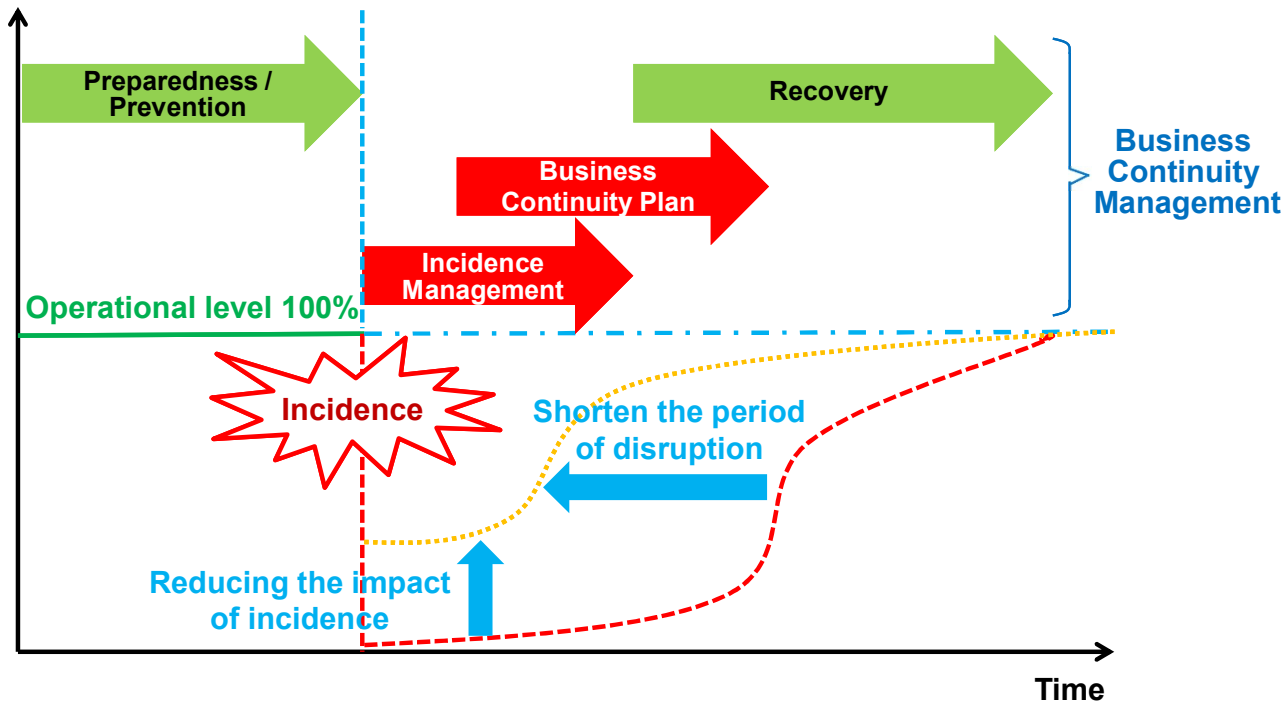 Preparedness /
Prevention
Recovery
Business
Continuity
Management
Business
Continuity Plan
Incidence
Management
Operational level 100%
Incidence
Shorten the period
of disruption
Reducing the impact
of incidence
Time